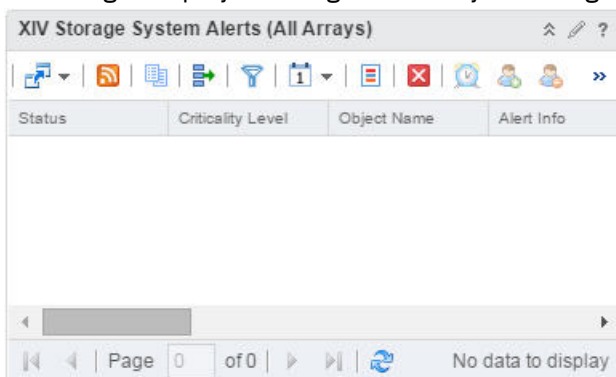 XIV Storage System Alerts (All Arrays) ?
1 »
Status Criticality Level Object Name Alert Info
Page 0 of 0 No data to display